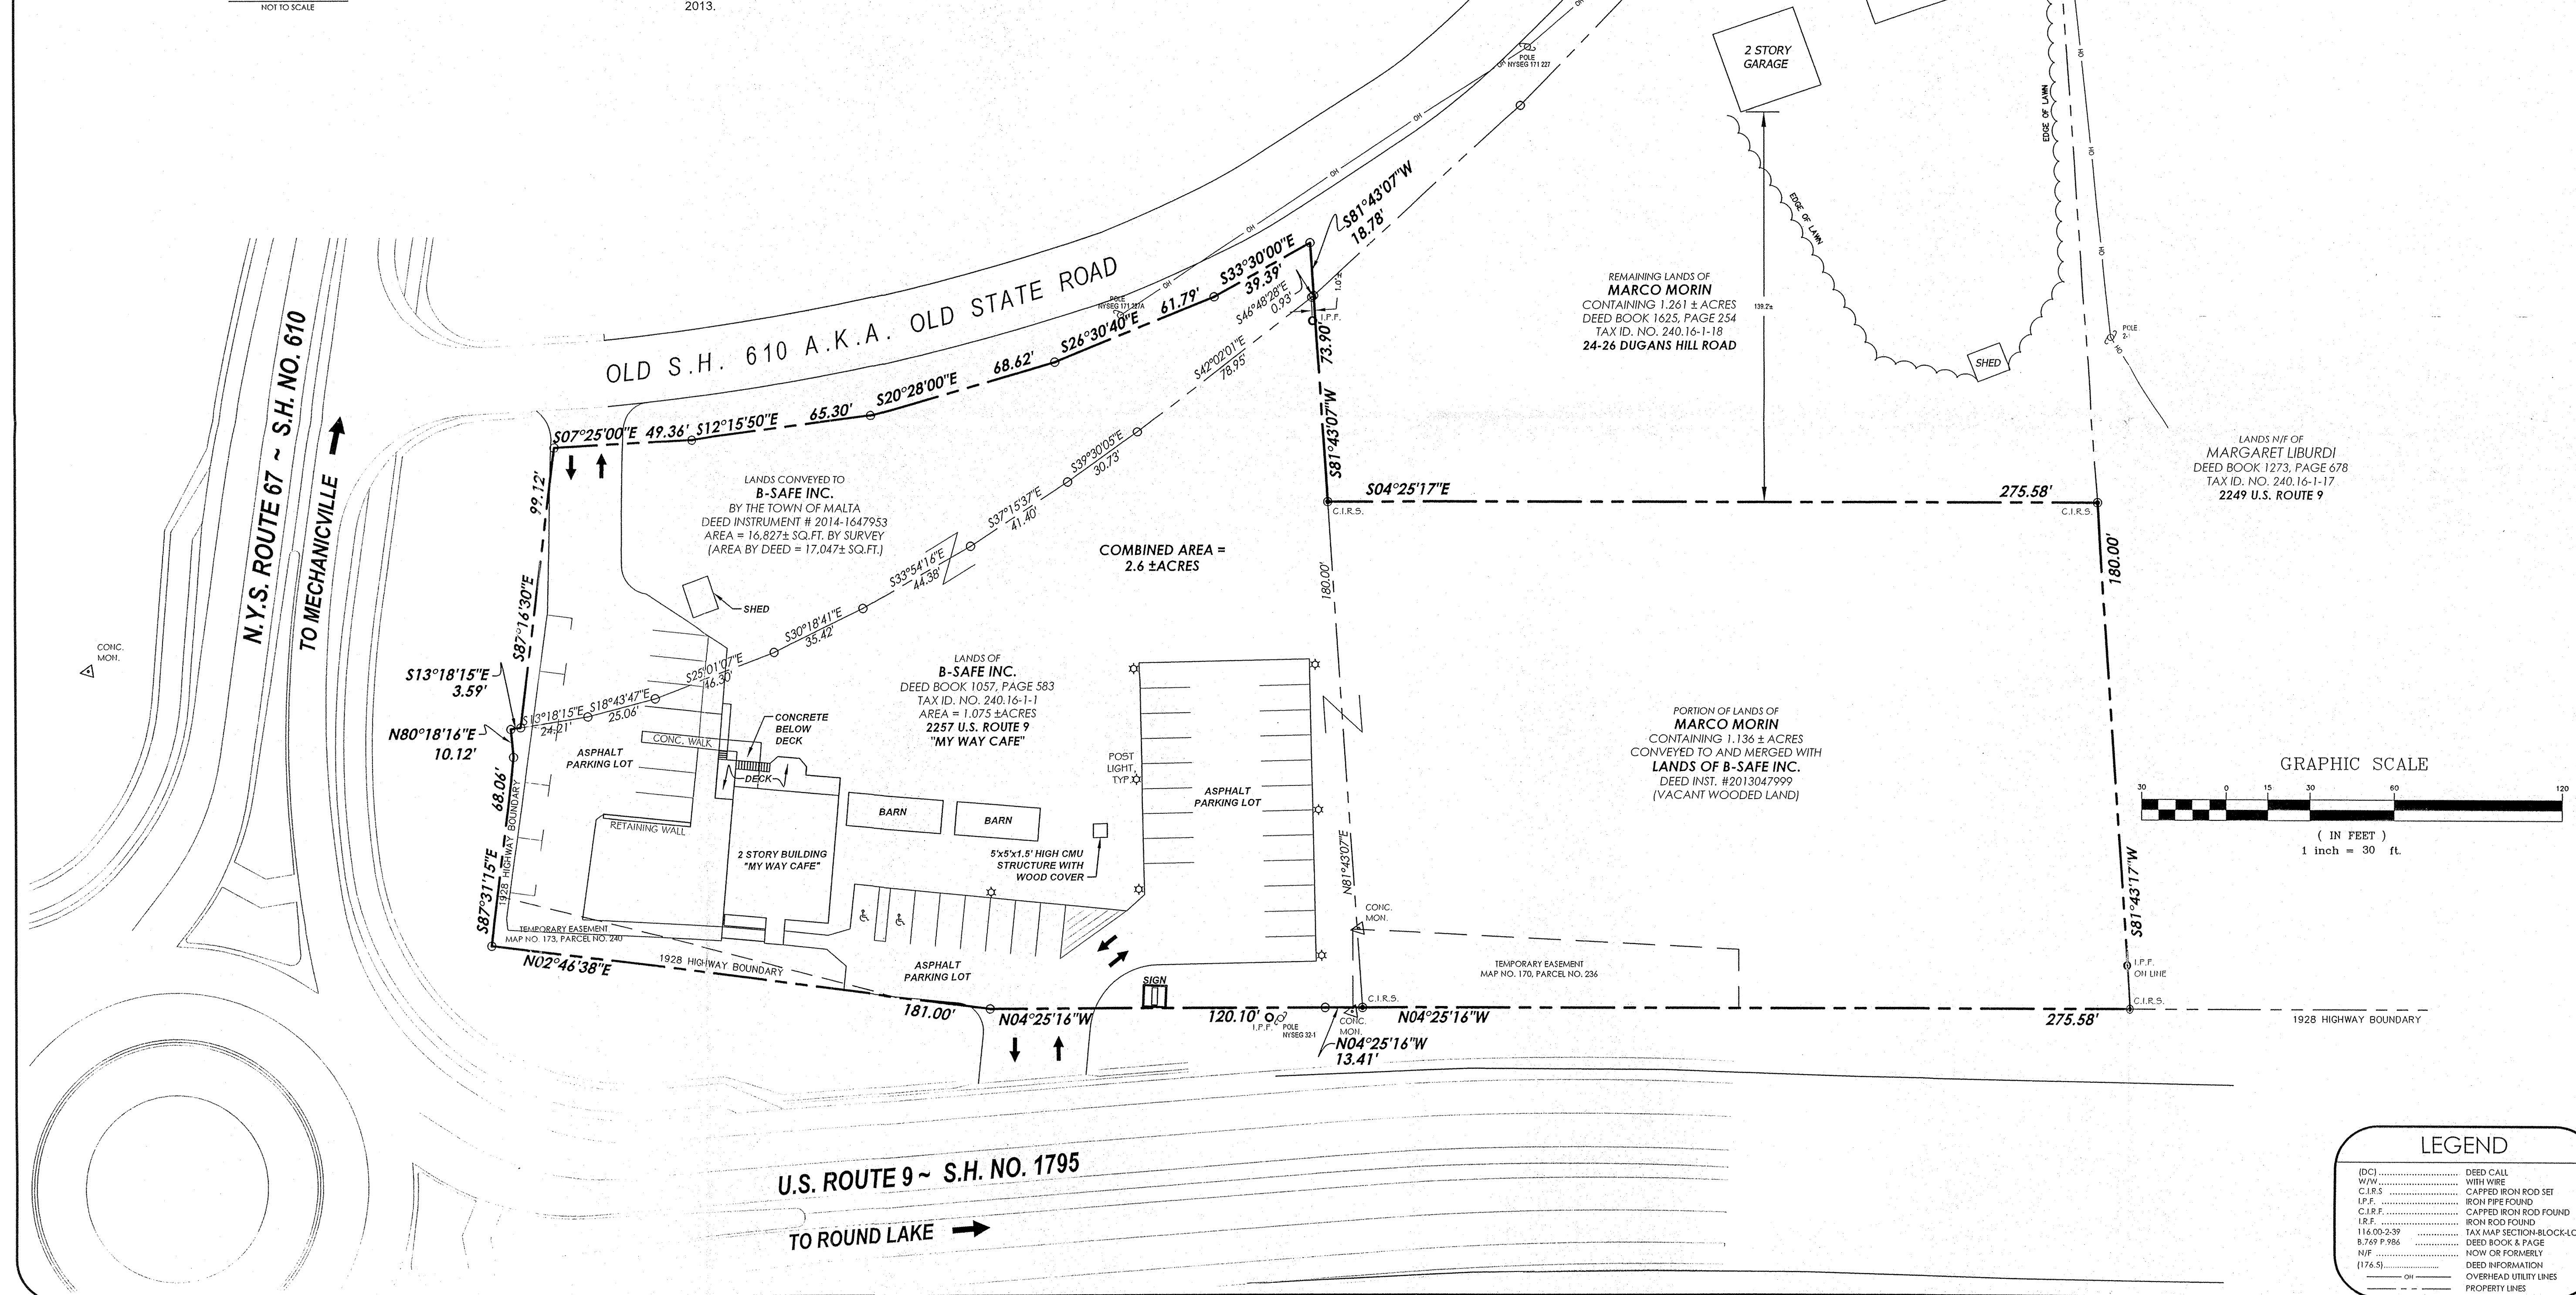 NOT TO SCALE
2013.
2 STORY
GARAGE
POLE
NYSEG 171 227
OH
OH
OH
OH
OH
OH
OH
OH
OH
EDGE OF LAWN
EDGE OF LAWN
139.2'±
SHED
POLE
REMAINING LANDS OF
MARCO MORIN
CONTAINING 1.261 ± ACRES
DEED BOOK 1625, PAGE 254
TAX ID. NO. 240.16-1-18
24-26 DUGANS HILL ROAD
LANDS N/F OF
MARGARET LIBURDI
DEED BOOK 1273, PAGE 678
TAX ID. NO. 240.16-1-17
2249 U.S. ROUTE 9
N.Y.S. ROUTE 67 ~ S.H. NO. 610
TO MECHANICVILLE
OLD S.H. 610 A.K.A. OLD STATE ROAD
POLE
NYSEG 171 227A
S07°25'00"E 49.36'
S12°15'50"E 65.30'
S20°28'00"E 68.62'
S26°30'40"E 61.79'
S33°30'00"E
39.39'
S81°43'07"W
18.78'
S46°48'28"E
0.93'
1.0'±
I.P.F.
S81°43'07"W 73.90'
S42°02'01"E
78.95'
S39°30'05"E
30.73'
S37°15'37"E
41.40'
S33°54'16"E
44.38'
S30°18'41"E
35.42'
S25°01'07"E
46.30'
S18°43'47"E
25.06'
S13°18'15"E
24.21'
S04°25'17"E 275.58'
C.I.R.S.
C.I.R.S.
S87°16'30"E 99.12'
LANDS CONVEYED TO
B-SAFE INC.
BY THE TOWN OF MALTA
DEED INSTRUMENT # 2014-1647953
AREA = 16,827± SQ.FT. BY SURVEY
(AREA BY DEED = 17,047± SQ.FT.)
COMBINED AREA =
2.6 ±ACRES
SHED
180.00'
180.00'
CONC.
MON.
S13°18'15"E
3.59'
N80°18'16"E
10.12'
S87°31'15"E 68.06'
1928 HIGHWAY BOUNDARY
LANDS OF
B-SAFE INC.
DEED BOOK 1057, PAGE 583
TAX ID. NO. 240.16-1-1
AREA = 1.075 ±ACRES
2257 U.S. ROUTE 9
"MY WAY CAFE"
CONCRETE
BELOW
DECK
CONC. WALK
ASPHALT
PARKING LOT
DECK
RETAINING WALL
2 STORY BUILDING
"MY WAY CAFE"
BARN
BARN
POST
LIGHT,
TYP.
ASPHALT
PARKING LOT
5'x5'x1.5' HIGH CMU
STRUCTURE WITH
WOOD COVER
N81°43'07"E
PORTION OF LANDS OF
MARCO MORIN
CONTAINING 1.136 ± ACRES
CONVEYED TO AND MERGED WITH
LANDS OF B-SAFE INC.
DEED INST. #2013047999
(VACANT WOODED LAND)
GRAPHIC SCALE
30 0 15 30 60 120
( IN FEET )
1 inch = 30 ft.
S81°43'17"W
I.P.F.
ON LINE
C.I.R.S.
TEMPORARY EASEMENT
MAP NO. 173, PARCEL NO. 240
1928 HIGHWAY BOUNDARY
N02°46'38"E 181.00'
ASPHALT
PARKING LOT
SIGN
CONC.
MON.
TEMPORARY EASEMENT
MAP NO. 170, PARCEL NO. 236
C.I.R.S.
N04°25'16"W 120.10'
I.P.F.
POLE
NYSEG 32-1
CONC.
MON.
N04°25'16"W
13.41'
N04°25'16"W 275.58'
1928 HIGHWAY BOUNDARY
U.S. ROUTE 9 ~ S.H. NO. 1795
TO ROUND LAKE
LEGEND
(DC) DEED CALL
W/W WITH WIRE
C.I.R.S CAPPED IRON ROD SET
I.P.F. IRON PIPE FOUND
C.I.R.F. CAPPED IRON ROD FOUND
I.R.F. IRON ROD FOUND
116.00-2-39 TAX MAP SECTION-BLOCK-LO
B.769 P.986 DEED BOOK & PAGE
N/F NOW OR FORMERLY
(176.5) DEED INFORMATION
OH OVERHEAD UTILITY LINES
PROPERTY LINES